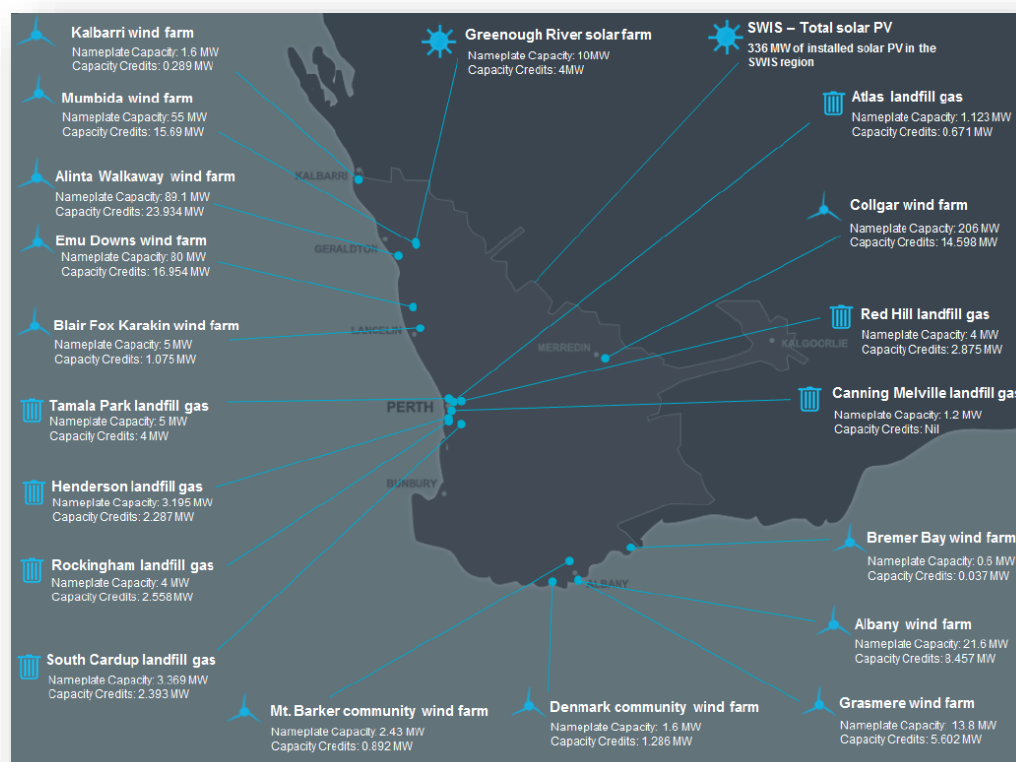 Kalbarri wind farm
Nameplate Capacity: 1.6 MW
Capacity Credits: 0.289 MW
Mumbida wind farm
Nameplate Capacity: 55 MW
Capacity Credits: 15.69 MW
Alinta Walkaway wind farm
Nameplate Capacity: 89.1 MW
Capacity Credits: 23.934 MW
Emu Downs wind farm
Nameplate Capacity: 80 MW
Capacity Credits: 16.954 MW
Blair Fox Karakin wind farm
Nameplate Capacity: 5 MW
Capacity Credits: 1.075 MW
Tamala Park landfill gas
Nameplate Capacity: 5 MW
Capacity Credits: 4 MW
Henderson landfill gas
Nameplate Capacity: 3.195 MW
Capacity Credits: 2.287 MW
Rockingham landfill gas
Nameplate Capacity: 4 MW
Capacity Credits: 2.558 MW
South Cardup landfill gas
Nameplate Capacity: 3.369 MW
Capacity Credits: 2.393 MW
Greenough River solar farm
Nameplate Capacity: 10MW
Capacity Credits: 4MW
SWIS – Total solar PV
336 MW of installed solar PV in the
SWIS region
Atlas landfill gas
Nameplate Capacity: 1.123 MW
Capacity Credits: 0.671 MW
Collgar wind farm
Nameplate Capacity: 206 MW
Capacity Credits: 14.598 MW
Red Hill landfill gas
Nameplate Capacity: 4 MW
Capacity Credits: 2.875 MW
Canning Melville landfill gas
Nameplate Capacity: 1.2 MW
Capacity Credits: Nil
Bremer Bay wind farm
Nameplate Capacity: 0.6 MW
Capacity Credits: 0.037 MW
Albany wind farm
Nameplate Capacity: 21.6 MW
Capacity Credits: 8.457 MW
Grasmere wind farm
Nameplate Capacity: 13.8 MW
Capacity Credits: 5.602 MW
Denmark community wind farm
Nameplate Capacity: 1.6 MW
Capacity Credits: 1.286 MW
Mt. Barker community wind farm
Nameplate Capacity: 2.43 MW
Capacity Credits: 0.892 MW
KALBARRI
GERALDTON
LANCELIN
MERREDIN
KALGOORLIE
PERTH
BUNBURY
ALBANY